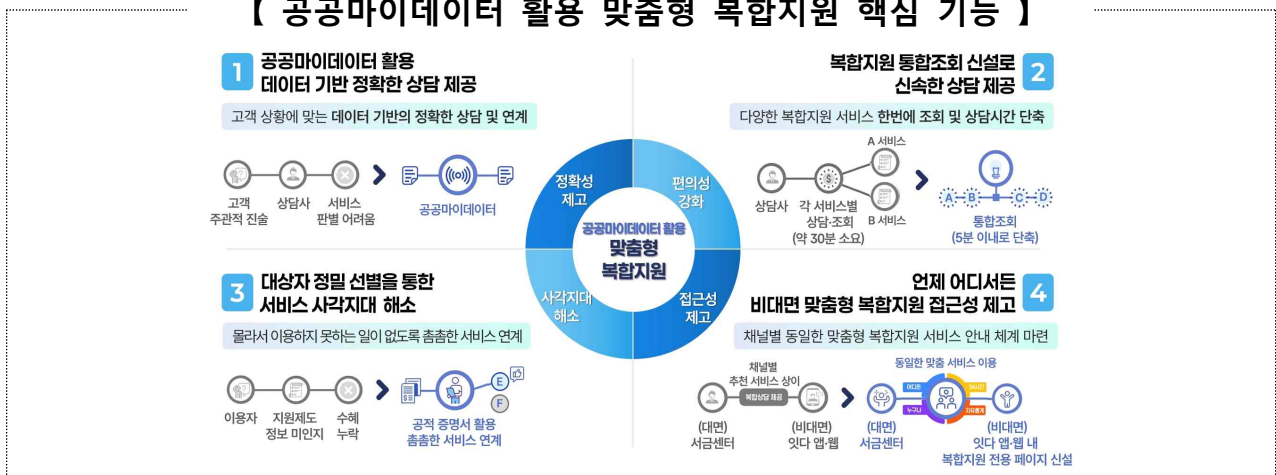 【 공공마이데이터 활용 맞춤형 복합지원 핵심 기능 】
1
공공마이데이터 활용
데이터 기반 정확한 상담 제공
고객 상황에 맞는 데이터 기반의 정확한 상담 및 연계
고객
주관적 진술
상담사
서비스
판별 어려움
공공마이데이터
복합지원 통합조회 신설로
신속한 상담 제공
2
다양한 복합지원 서비스 한번에 조회 및 상담시간 단축
A 서비스
상담사
각 서비스별
상담·조회
(약 30분 소요)
B 서비스
A B C D
통합조회
(5분 이내로 단축)
정확성
제고
편의성
강화
공공마이데이터 활용
맞춤형
복합지원
사각지대
해소
접근성
제고
3
대상자 정밀 선별을 통한
서비스 사각지대 해소
몰라서 이용하지 못하는 일이 없도록 촘촘한 서비스 연계
이용자
지원제도
정보 미인지
수혜
누락
E
F
공적 증명서 활용
촘촘한 서비스 연계
언제 어디서든
비대면 맞춤형 복합지원 접근성 제고
4
채널별 동일한 맞춤형 복합지원 서비스 안내 체계 마련
채널별
추천 서비스 상이
복합상담 제공
(대면)
서금센터
(비대면)
잇다 앱·웹
동일한 맞춤 서비스 이용
어디든
24시간
누구나
(대면)
서금센터
(비대면)
잇다 앱·웹 내
복합지원 전용 페이지 신설